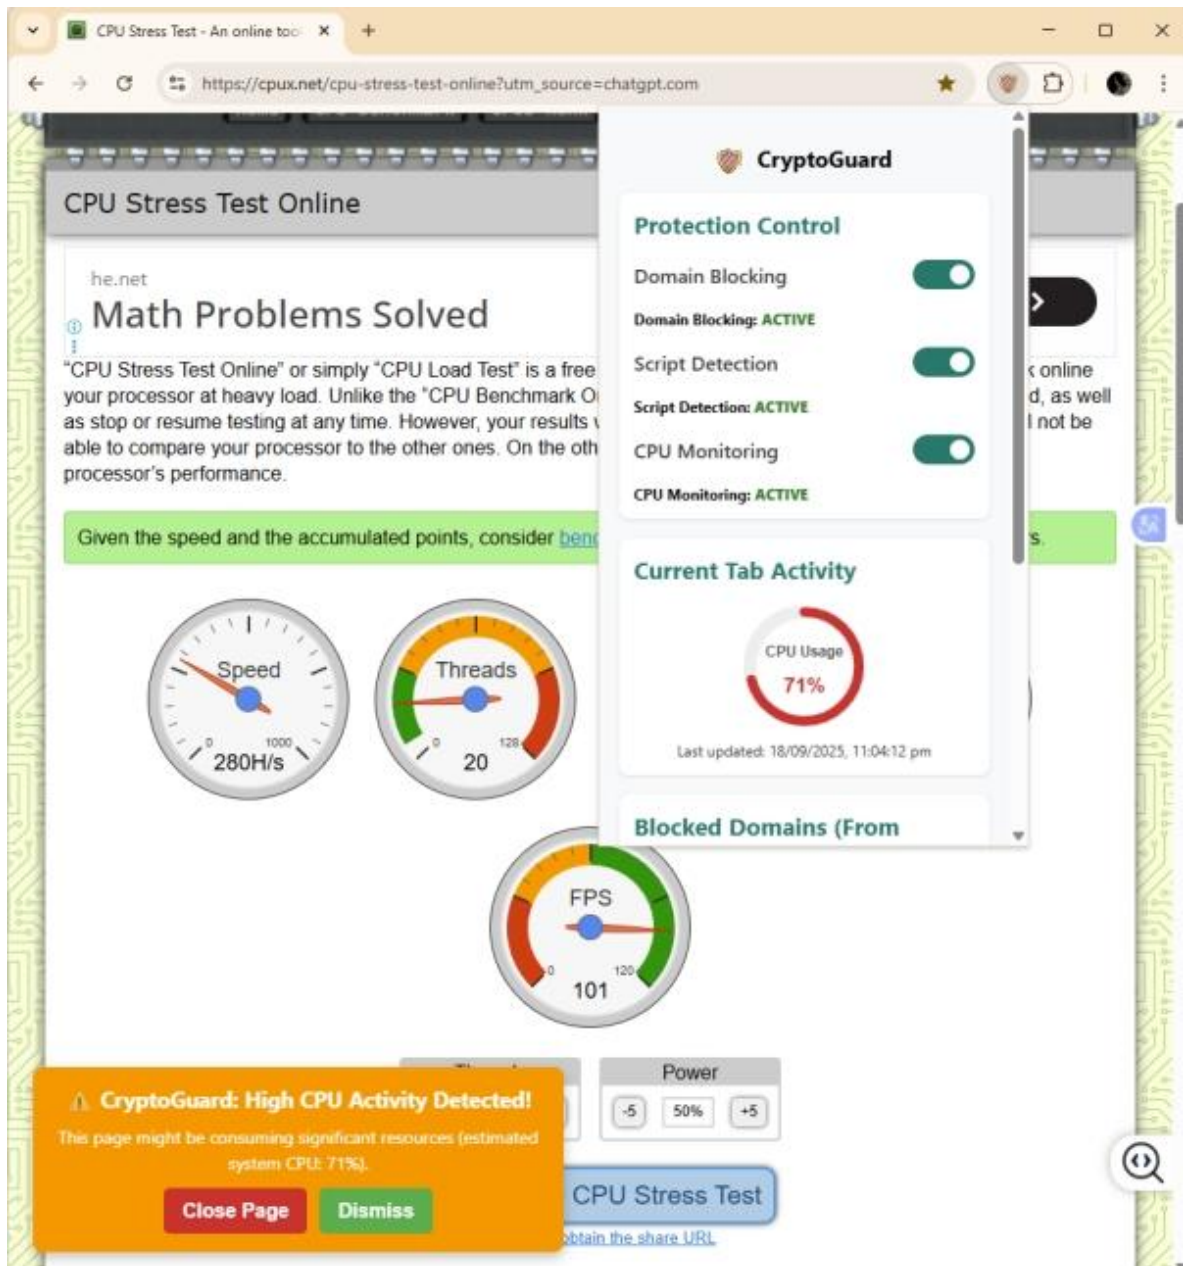 CPU Stress Test - An online too
https://cpux.net/cpu-stress-test-online?utm_source=chatgpt.com
CPU Stress Test Online
he.net
Math Problems Solved
“CPU Stress Test Online” or simply “CPU Load Test” is a free
k online
your processor at heavy load. Unlike the “CPU Benchmark O
d, as well
as stop or resume testing at any time. However, your results
l not be
able to compare your processor to the other ones. On the oth
processor’s performance.
Given the speed and the accumulated points, consider benc
s.
Speed
0 1000
280H/s
Threads
0 128
20
CryptoGuard
Protection Control
Domain Blocking
Domain Blocking: ACTIVE
Script Detection
Script Detection: ACTIVE
CPU Monitoring
CPU Monitoring: ACTIVE
Current Tab Activity
CPU Usage
71%
Last updated: 18/09/2025, 11:04:12 pm
Blocked Domains (From
FPS
0 120
101
Power
-5 50% +5
CryptoGuard: High CPU Activity Detected!
This page might be consuming significant resources (estimated
system CPU: 71%).
Close Page Dismiss
CPU Stress Test
obtain the share URL